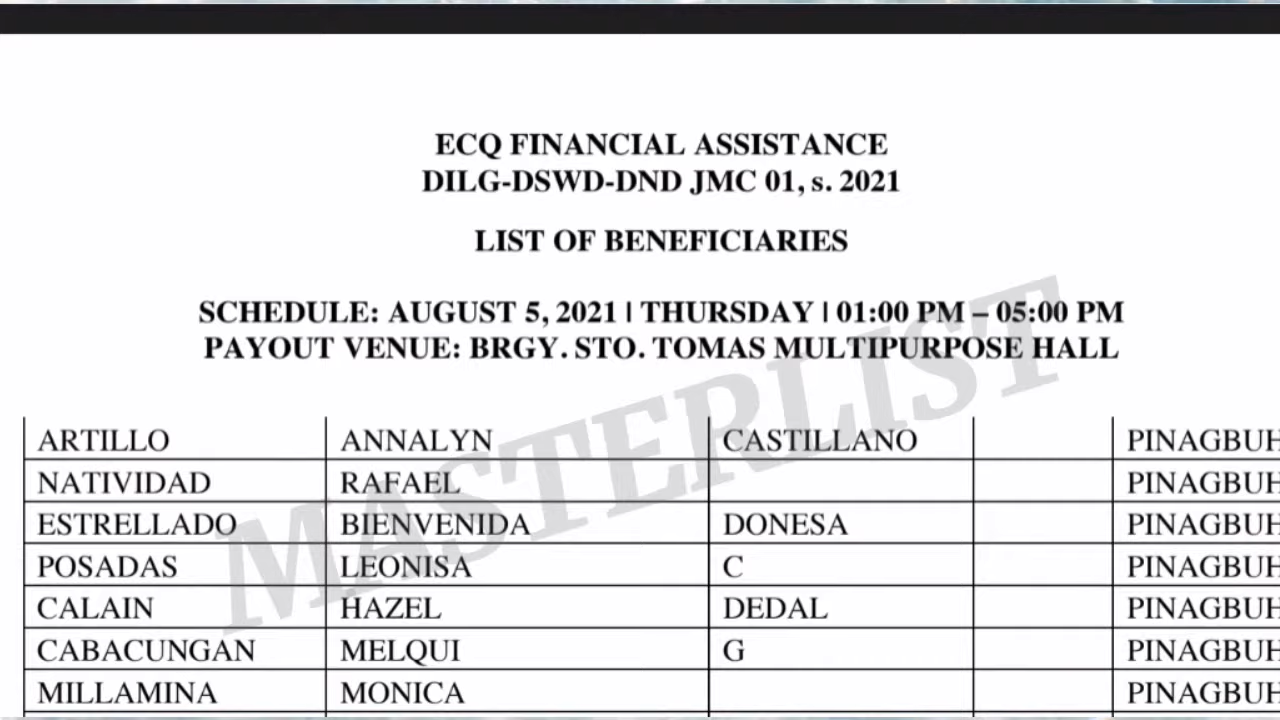 ECQ FINANCIAL ASSISTANCE
DILG-DSWD-DND JMC 01, s. 2021
LIST OF BENEFICIARIES
SCHEDULE: AUGUST 5, 2021 | THURSDAY | 01:00 PM – 05:00 PM
PAYOUT VENUE: BRGY. STO. TOMAS MULTIPURPOSE HALL
MASTERLIST
ARTILLO ANNALYN CASTILLANO PINAGBUH
NATIVIDAD RAFAEL PINAGBUH
ESTRELLADO BIENVENIDA DONESA PINAGBUH
POSADAS LEONISA C PINAGBUH
CALAIN HAZEL DEDAL PINAGBUH
CABACUNGAN MELQUI G PINAGBUH
MILLAMINA MONICA PINAGBUH